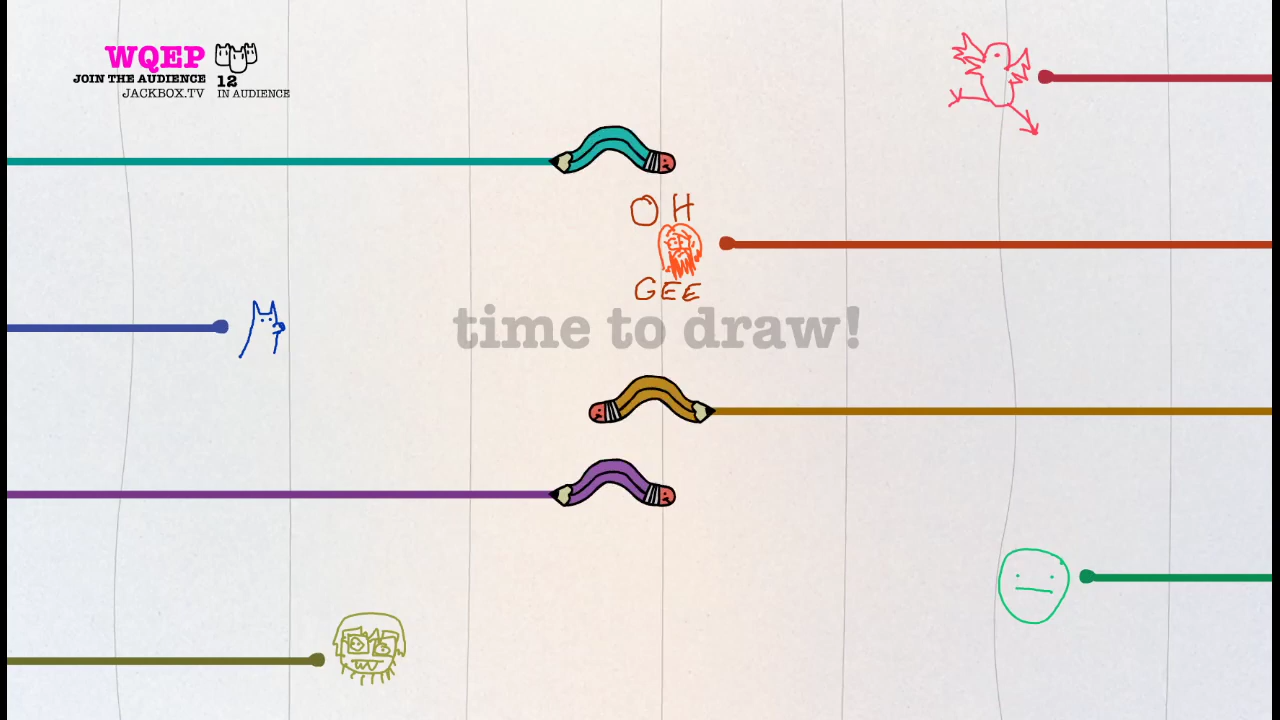 WQEP
JOIN THE AUDIENCE
JACKBOX.TV
12
IN AUDIENCE
OH
GEE
time to draw!